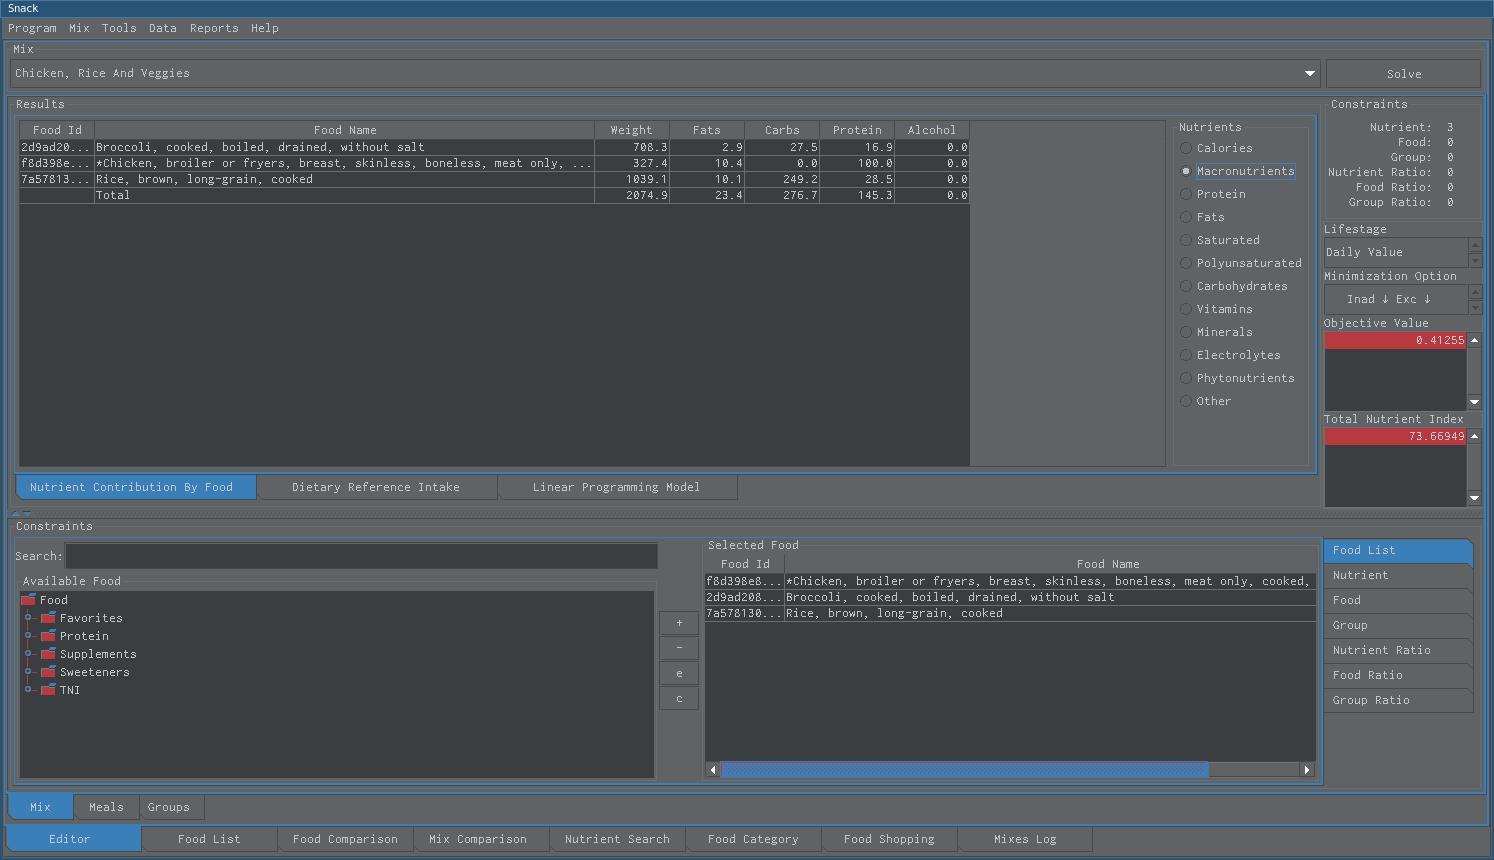 Snack
Program Mix Tools Data Reports Help
Mix
Chicken, Rice And Veggies
Solve
Results
Food Id Food Name Weight Fats Carbs Protein Alcohol
2d9ad20... Broccoli, cooked, boiled, drained, without salt 708.3 2.9 27.5 16.9 0.0
f8d398e... *Chicken, broiler or fryers, breast, skinless, boneless, meat only, ... 327.4 10.4 0.0 100.0 0.0
7a57813... Rice, brown, long-grain, cooked 1039.1 10.1 249.2 28.5 0.0
Total 2074.9 23.4 276.7 145.3 0.0
Nutrients
Calories
Macronutrients
Protein
Fats
Saturated
Polyunsaturated
Carbohydrates
Vitamins
Minerals
Electrolytes
Phytonutrients
Other
Constraints
Nutrient: 3
Food: 0
Group: 0
Nutrient Ratio: 0
Food Ratio: 0
Group Ratio: 0
Lifestage
Daily Value
Minimization Option
Inad ↓ Exc ↓
Objective Value
0.41255
Total Nutrient Index
73.66949
Nutrient Contribution By Food Dietary Reference Intake Linear Programming Model
Constraints
Search:
Available Food
Food
Favorites
Protein
Supplements
Sweeteners
TNI
+
-
e
c
Selected Food
Food Id Food Name
f8d398e8... *Chicken, broiler or fryers, breast, skinless, boneless, meat only, cooked,
2d9ad208... Broccoli, cooked, boiled, drained, without salt
7a578130... Rice, brown, long-grain, cooked
Food List
Nutrient
Food
Group
Nutrient Ratio
Food Ratio
Group Ratio
Mix Meals Groups
Editor Food List Food Comparison Mix Comparison Nutrient Search Food Category Food Shopping Mixes Log